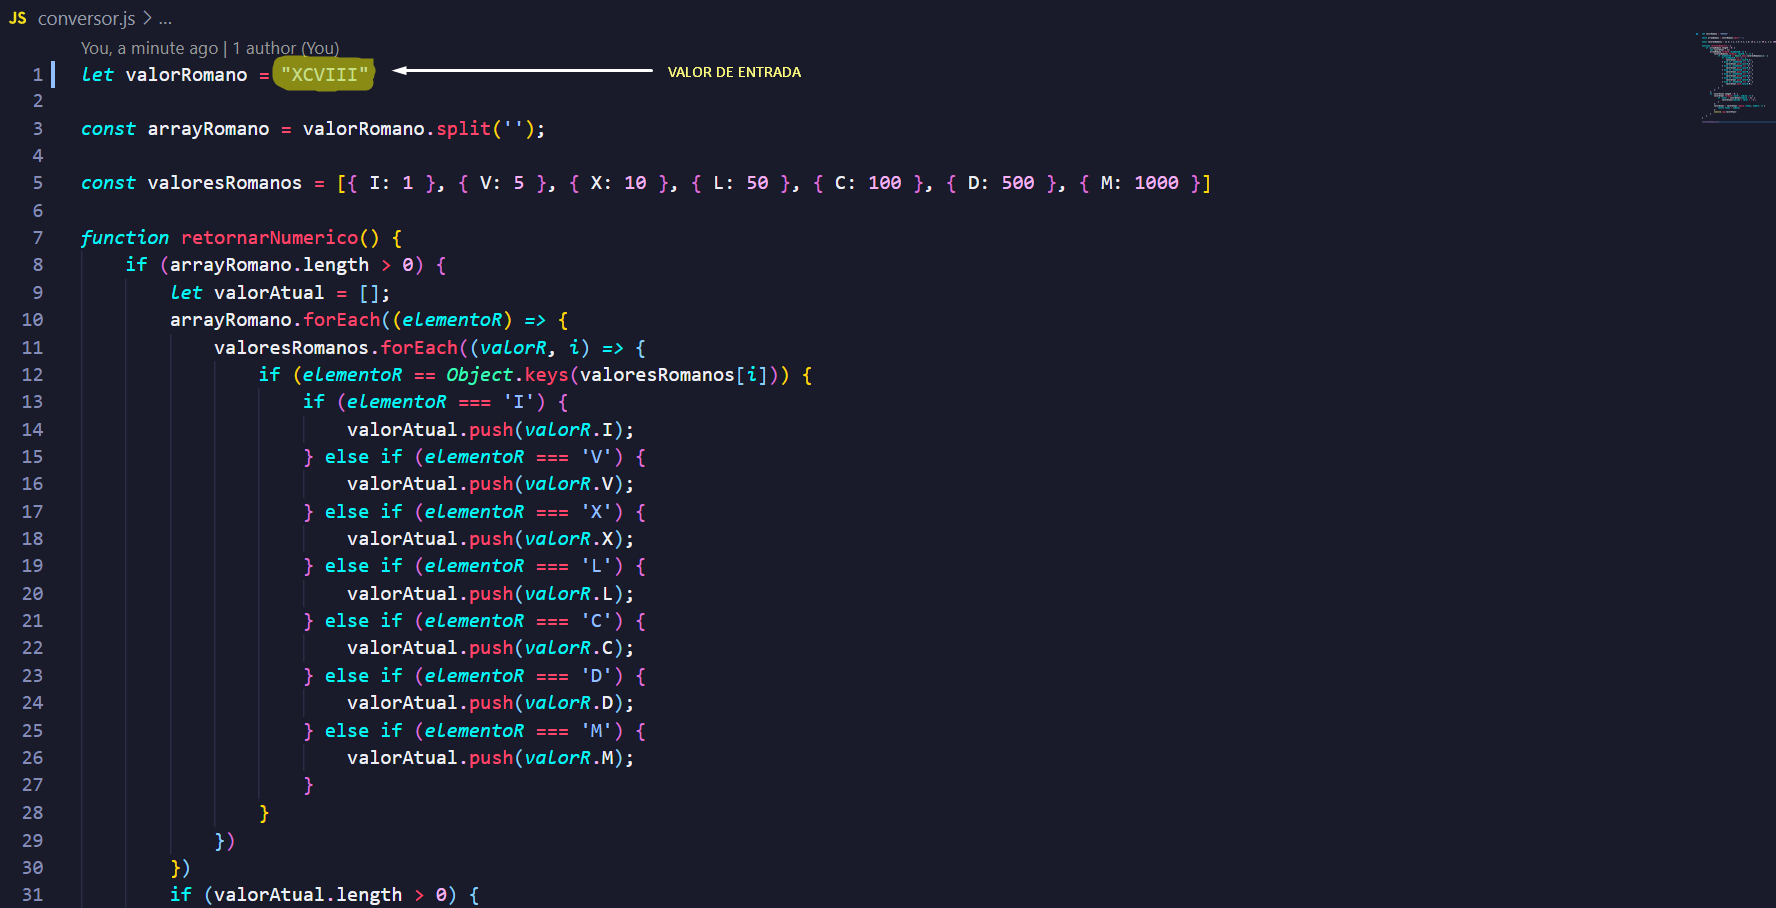 JS conversor.js > ...
You, a minute ago | 1 author (You)
1 let valorRomano = "XCVIII" VALOR DE ENTRADA
2
3 const arrayRomano = valorRomano.split('');
4
5 const valoresRomanos = [{ I: 1 }, { V: 5 }, { X: 10 }, { L: 50 }, { C: 100 }, { D: 500 }, { M: 1000 }]
6
7 function retornarNumerico() {
8 if (arrayRomano.length > 0) {
9 let valorAtual = [];
10 arrayRomano.forEach((elementoR) => {
11 valoresRomanos.forEach((valorR, i) => {
12 if (elementoR == Object.keys(valoresRomanos[i])) {
13 if (elementoR === 'I') {
14 valorAtual.push(valorR.I);
15 } else if (elementoR === 'V') {
16 valorAtual.push(valorR.V);
17 } else if (elementoR === 'X') {
18 valorAtual.push(valorR.X);
19 } else if (elementoR === 'L') {
20 valorAtual.push(valorR.L);
21 } else if (elementoR === 'C') {
22 valorAtual.push(valorR.C);
23 } else if (elementoR === 'D') {
24 valorAtual.push(valorR.D);
25 } else if (elementoR === 'M') {
26 valorAtual.push(valorR.M);
27 }
28 }
29 })
30 })
31 if (valorAtual.length > 0) {